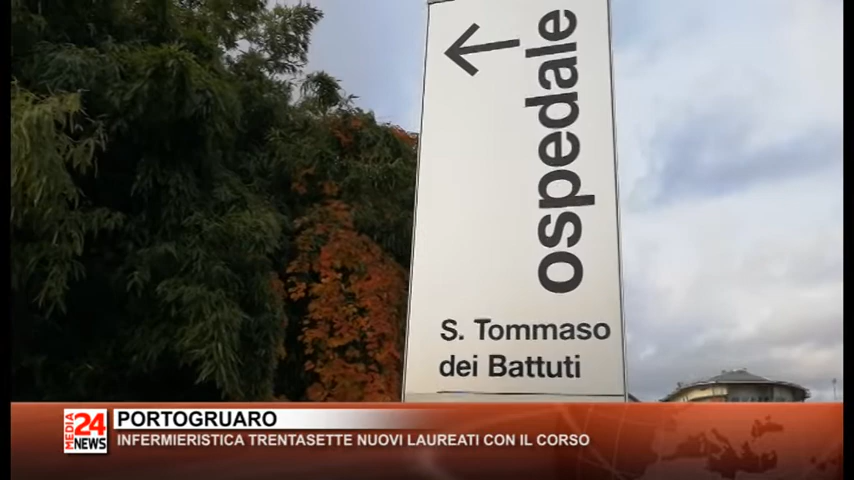 ospedale
S. Tommaso
dei Battuti
MEDIA 24 NEWS
PORTOGRUARO
INFERMIERISTICA TRENTASETTE NUOVI LAUREATI CON IL CORSO